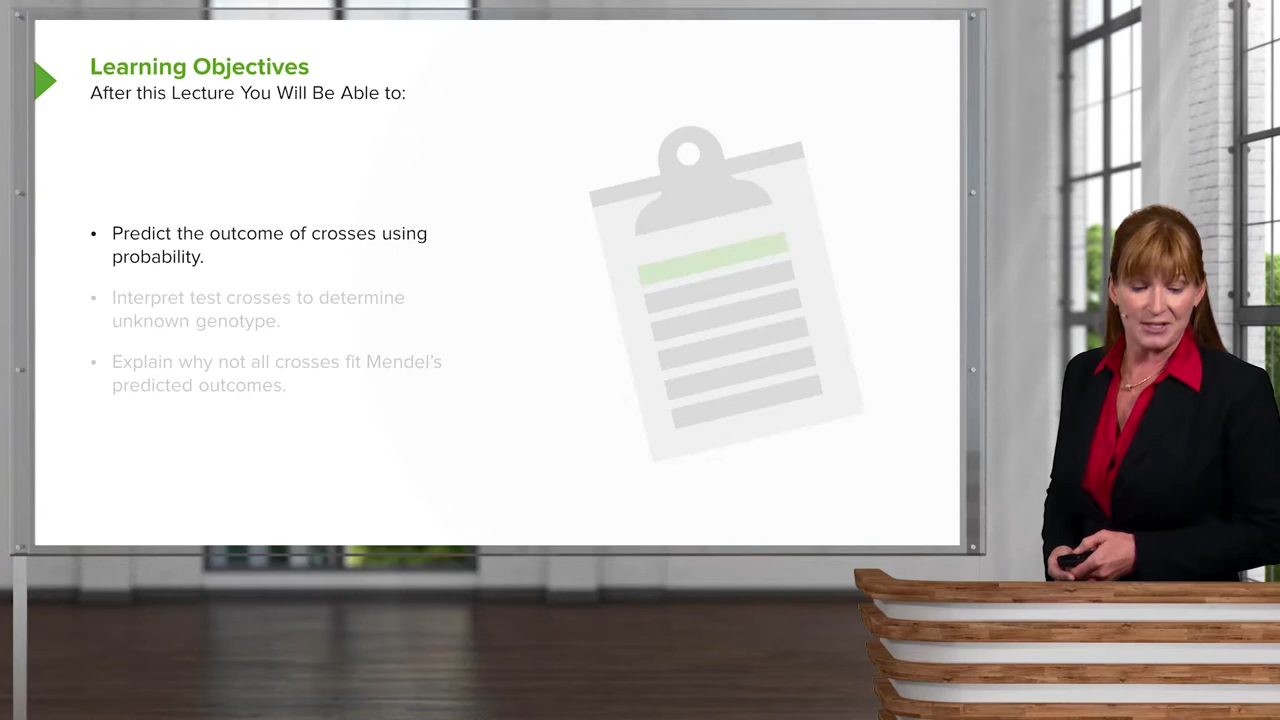 Learning Objectives
After this Lecture You Will Be Able to:
• Predict the outcome of crosses using
probability.
• Interpret test crosses to determine
unknown genotype.
• Explain why not all crosses fit Mendel's
predicted outcomes.